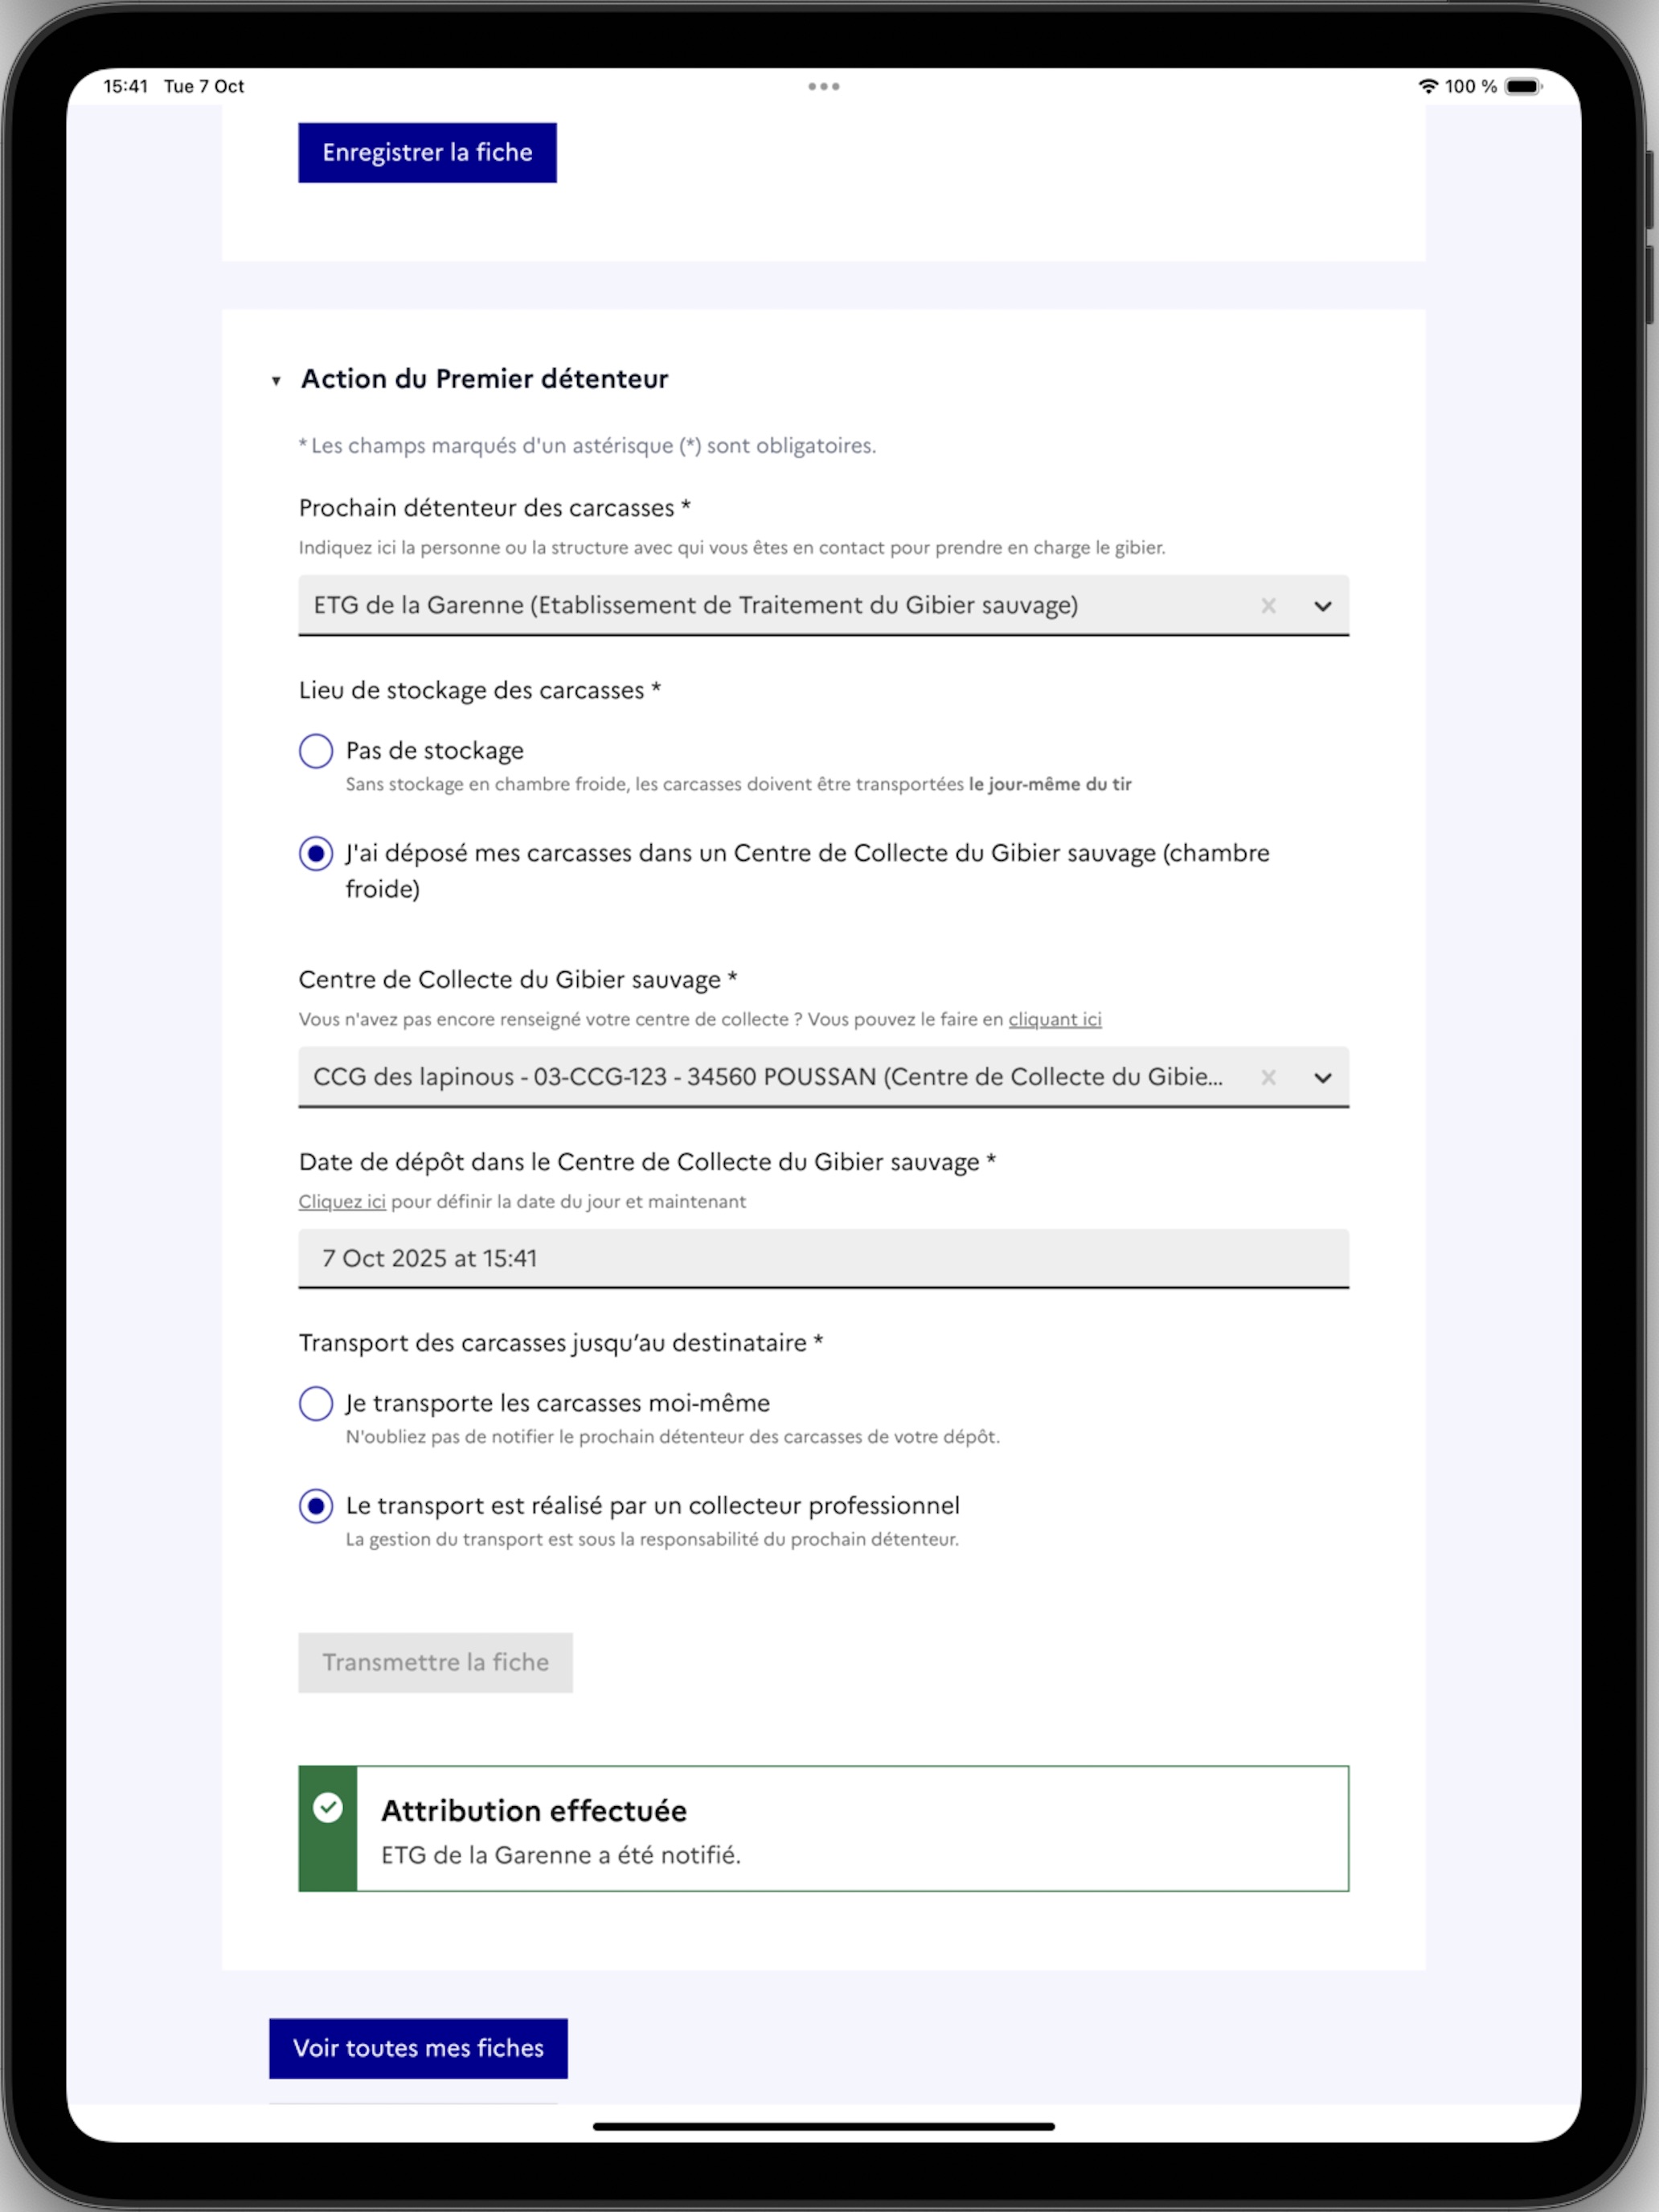 15:41 Tue 7 Oct
100 %
Enregistrer la fiche
Action du Premier détenteur
* Les champs marqués d'un astérisque (*) sont obligatoires.
Prochain détenteur des carcasses *
Indiquez ici la personne ou la structure avec qui vous êtes en contact pour prendre en charge le gibier.
ETG de la Garenne (Etablissement de Traitement du Gibier sauvage)
Lieu de stockage des carcasses *
Pas de stockage
Sans stockage en chambre froide, les carcasses doivent être transportées le jour-même du tir
J'ai déposé mes carcasses dans un Centre de Collecte du Gibier sauvage (chambre
froide)
Centre de Collecte du Gibier sauvage *
Vous n'avez pas encore renseigné votre centre de collecte ? Vous pouvez le faire en cliquant ici
CCG des lapinous - 03-CCG-123 - 34560 POUSSAN (Centre de Collecte du Gibie...
Date de dépôt dans le Centre de Collecte du Gibier sauvage *
Cliquez ici pour définir la date du jour et maintenant
7 Oct 2025 at 15:41
Transport des carcasses jusqu’au destinataire *
Je transporte les carcasses moi-même
N'oubliez pas de notifier le prochain détenteur des carcasses de votre dépôt.
Le transport est réalisé par un collecteur professionnel
La gestion du transport est sous la responsabilité du prochain détenteur.
Transmettre la fiche
Attribution effectuée
ETG de la Garenne a été notifié.
Voir toutes mes fiches